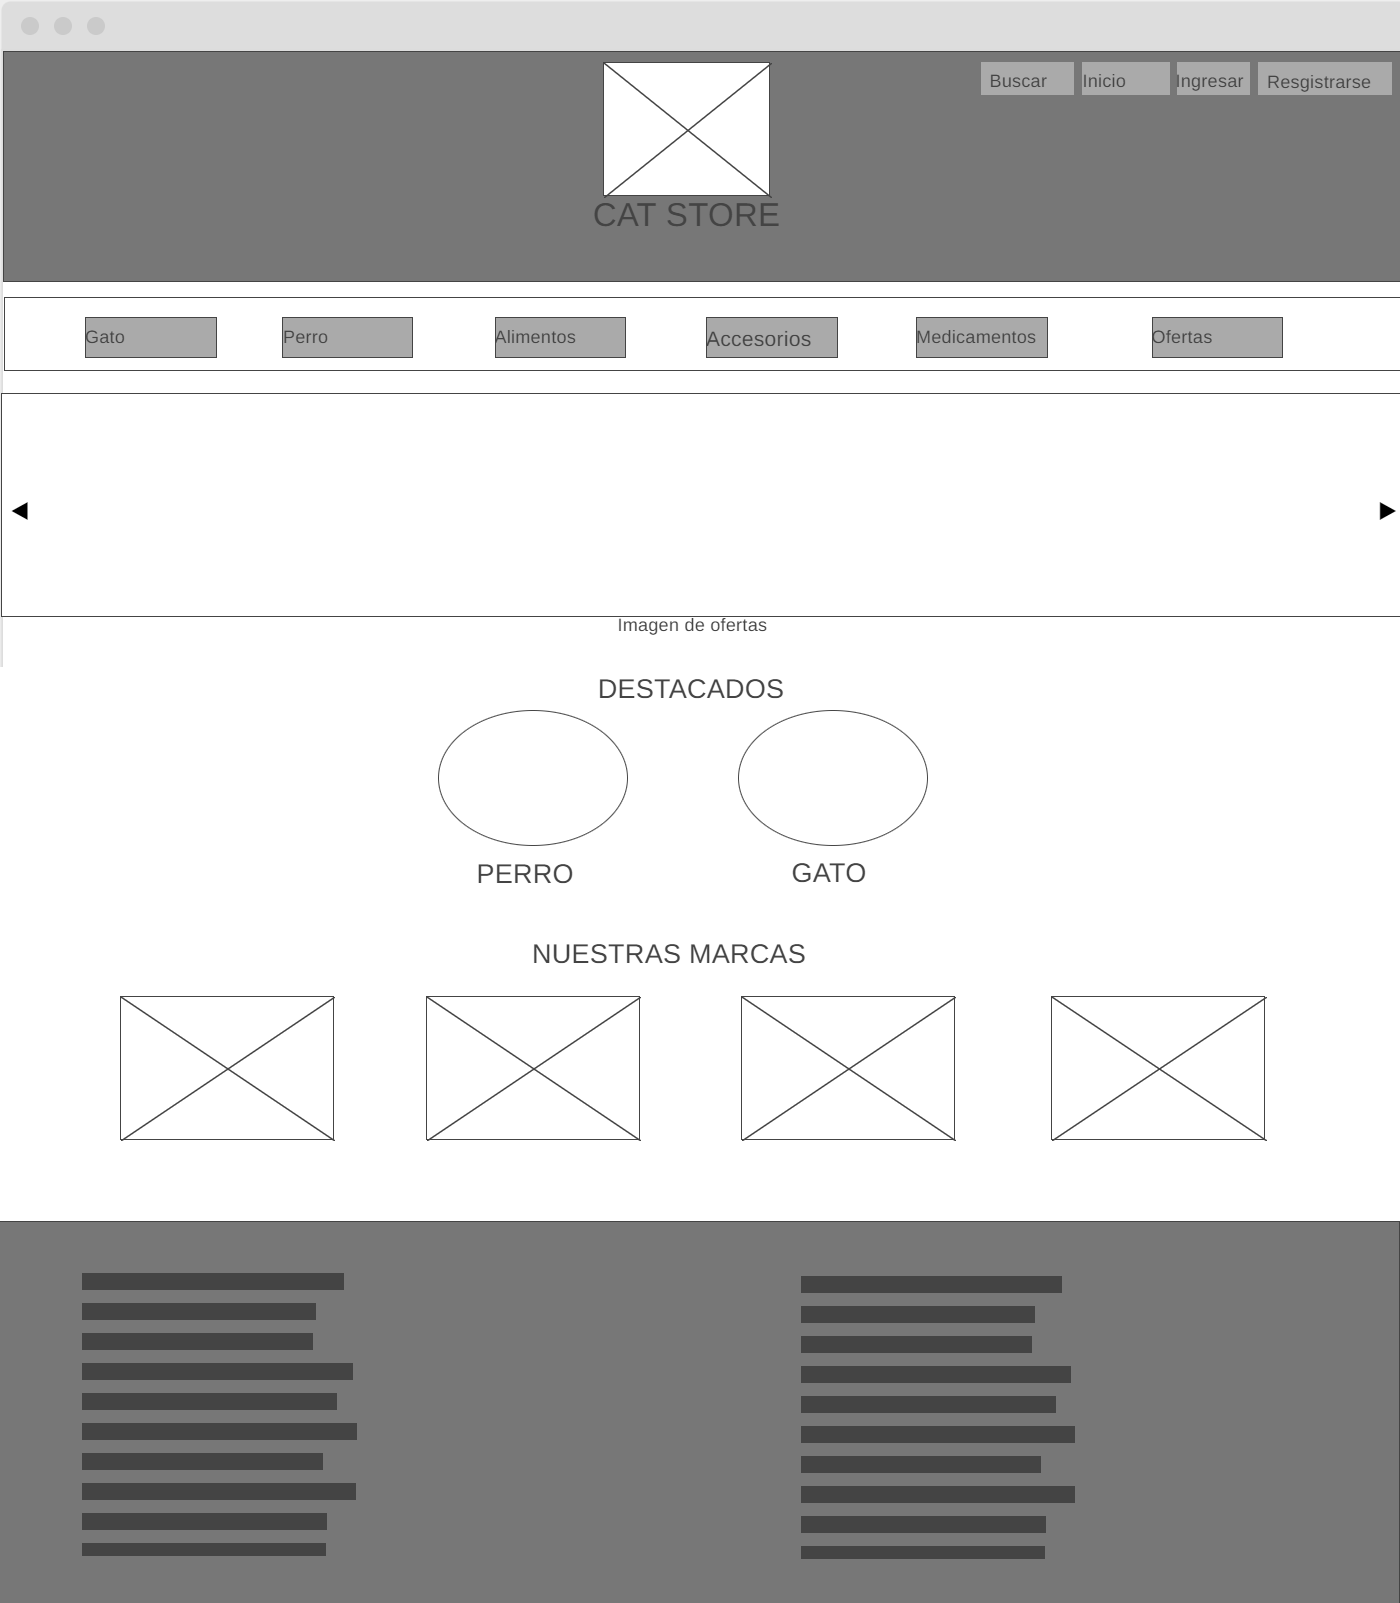 Buscar Inicio Ingresar Resgistrarse
CAT STORE
Gato Perro Alimentos Accesorios Medicamentos Ofertas
Imagen de ofertas
DESTACADOS
PERRO GATO
NUESTRAS MARCAS